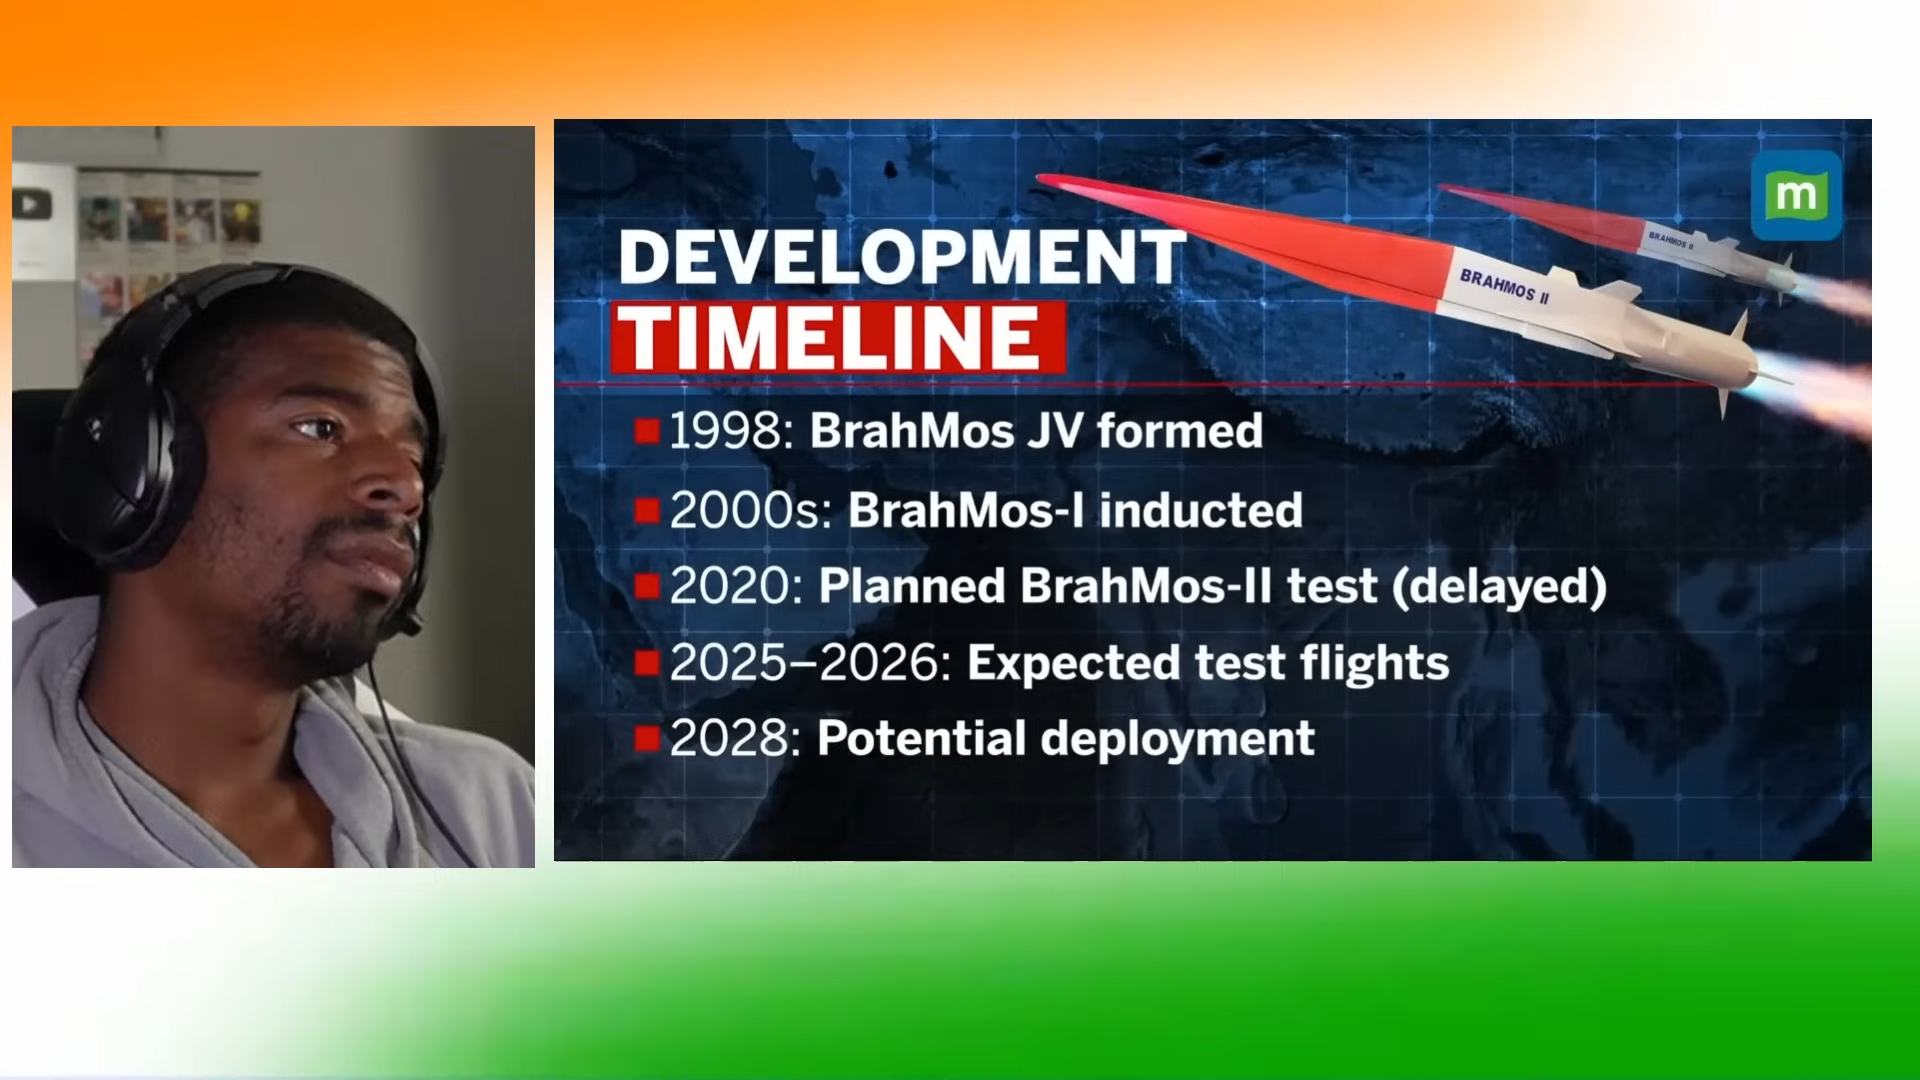 DEVELOPMENT
TIMELINE
1998: BrahMos JV formed
2000s: BrahMos-I inducted
2020: Planned BrahMos-II test (delayed)
2025–2026: Expected test flights
2028: Potential deployment
BRAHMOS II
BRAHMOS II
m